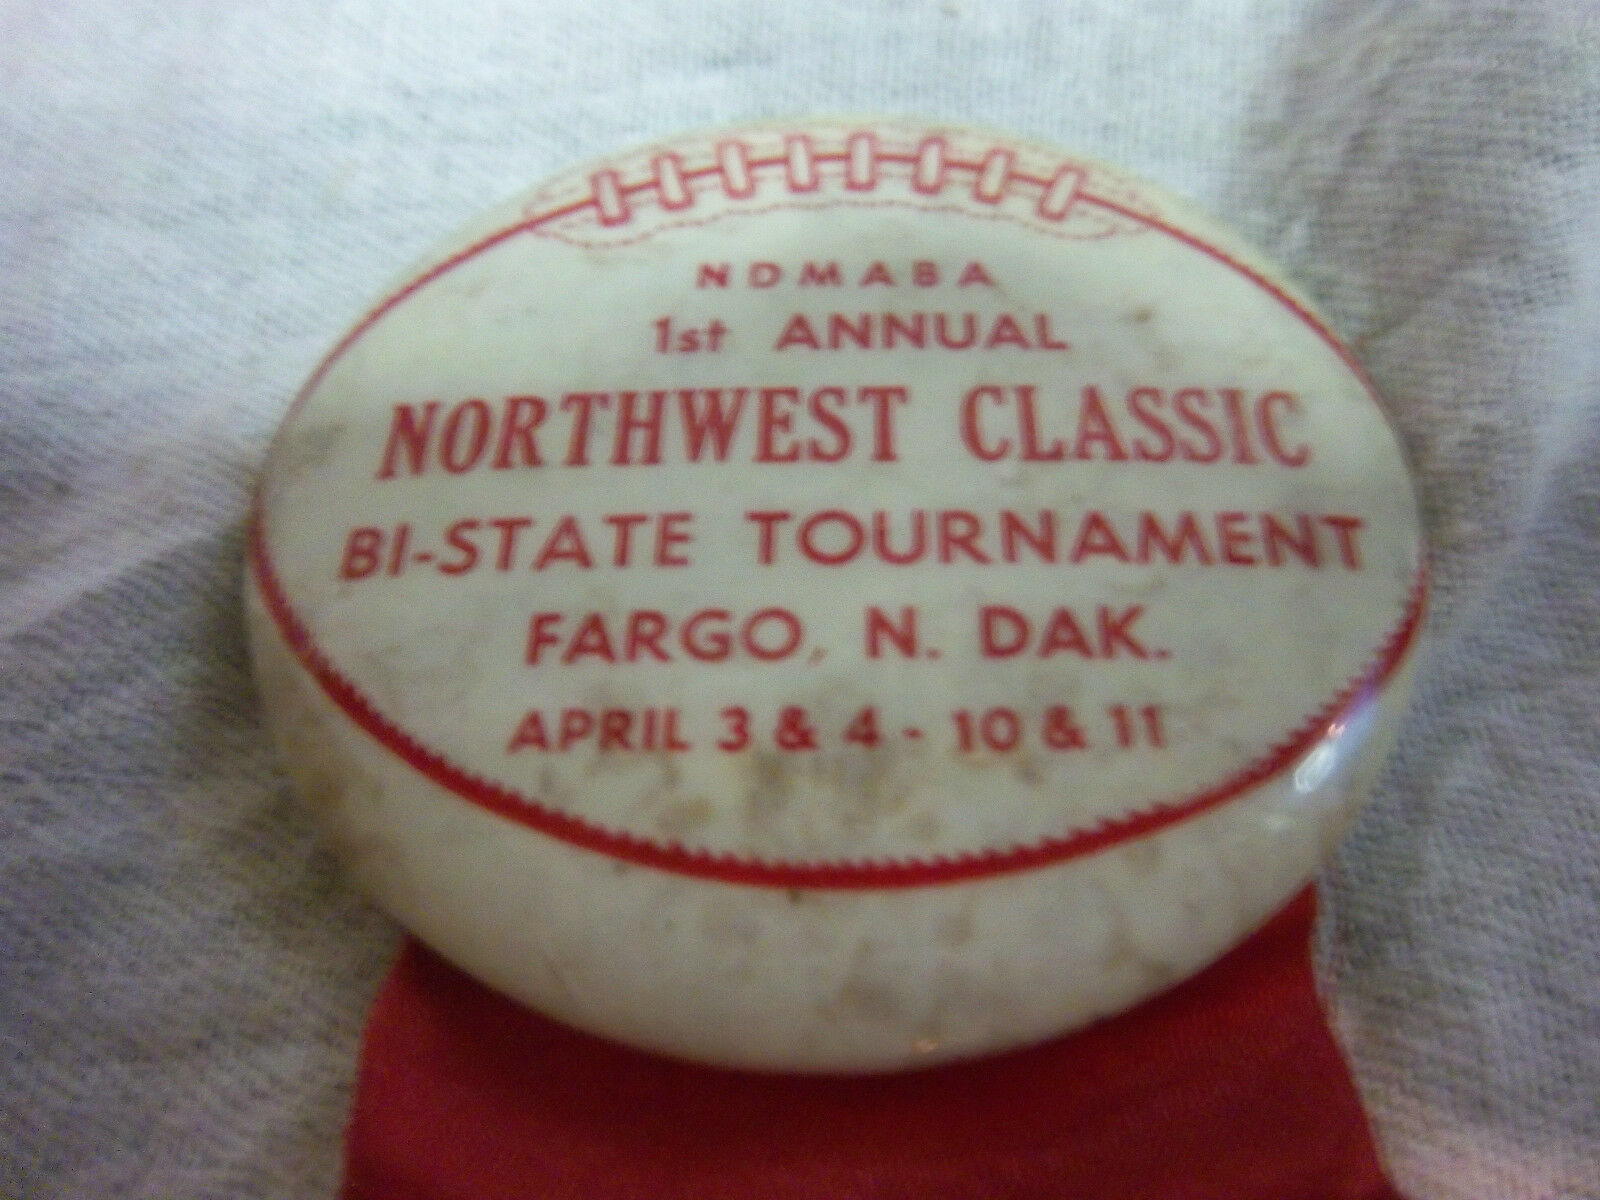 NDMABA
1st ANNUAL
NORTHWEST CLASSIC
BI-STATE TOURNAMENT
FARGO, N. DAK.
APRIL 3 & 4 - 10 & 11